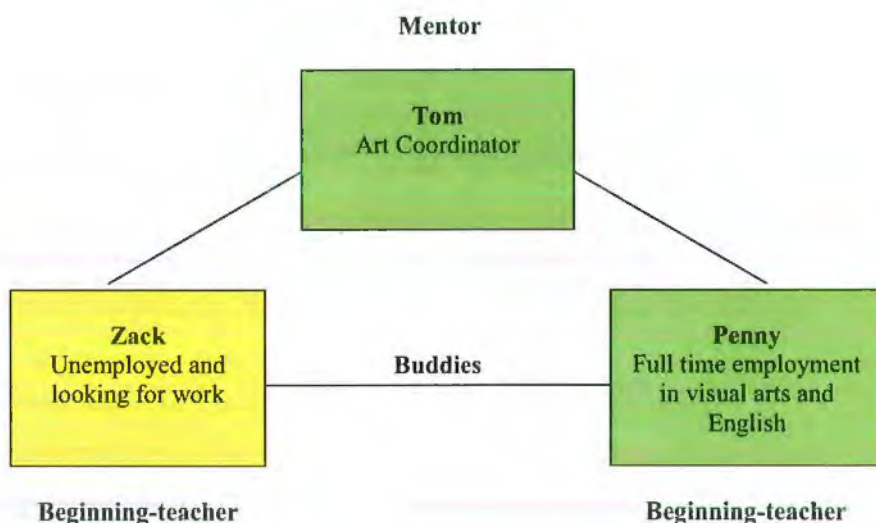 Mentor
Tom
Art Coordinator
Zack
Unemployed and
looking for work
Buddies
Penny
Full time employment
in visual arts and
English
Beginning-teacher
Beginning-teacher